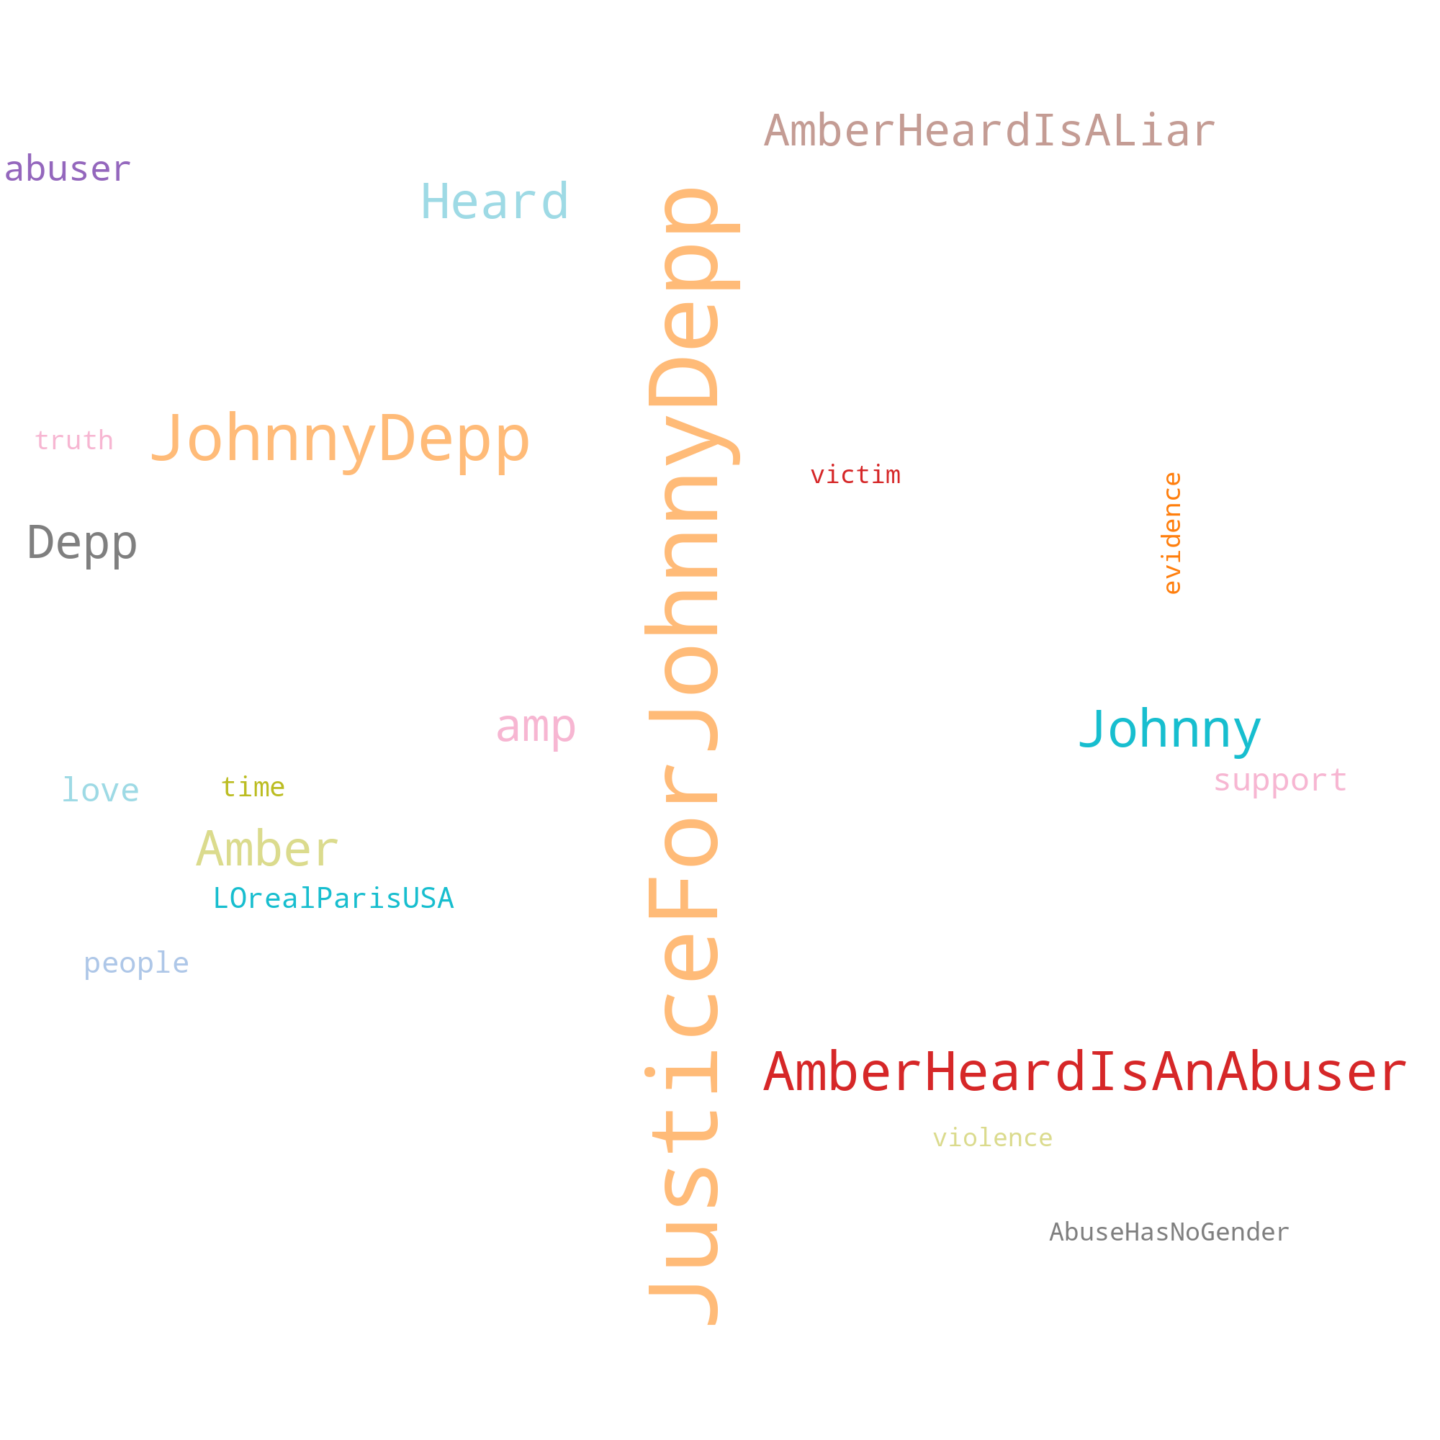 AmberHeardIsALiar
abuser
Heard
JusticeForJohnnyDepp
truth
JohnnyDepp
victim
evidence
Depp
amp
Johnny
support
love
time
Amber
LOrealParisUSA
people
AmberHeardIsAnAbuser
violence
AbuseHasNoGender